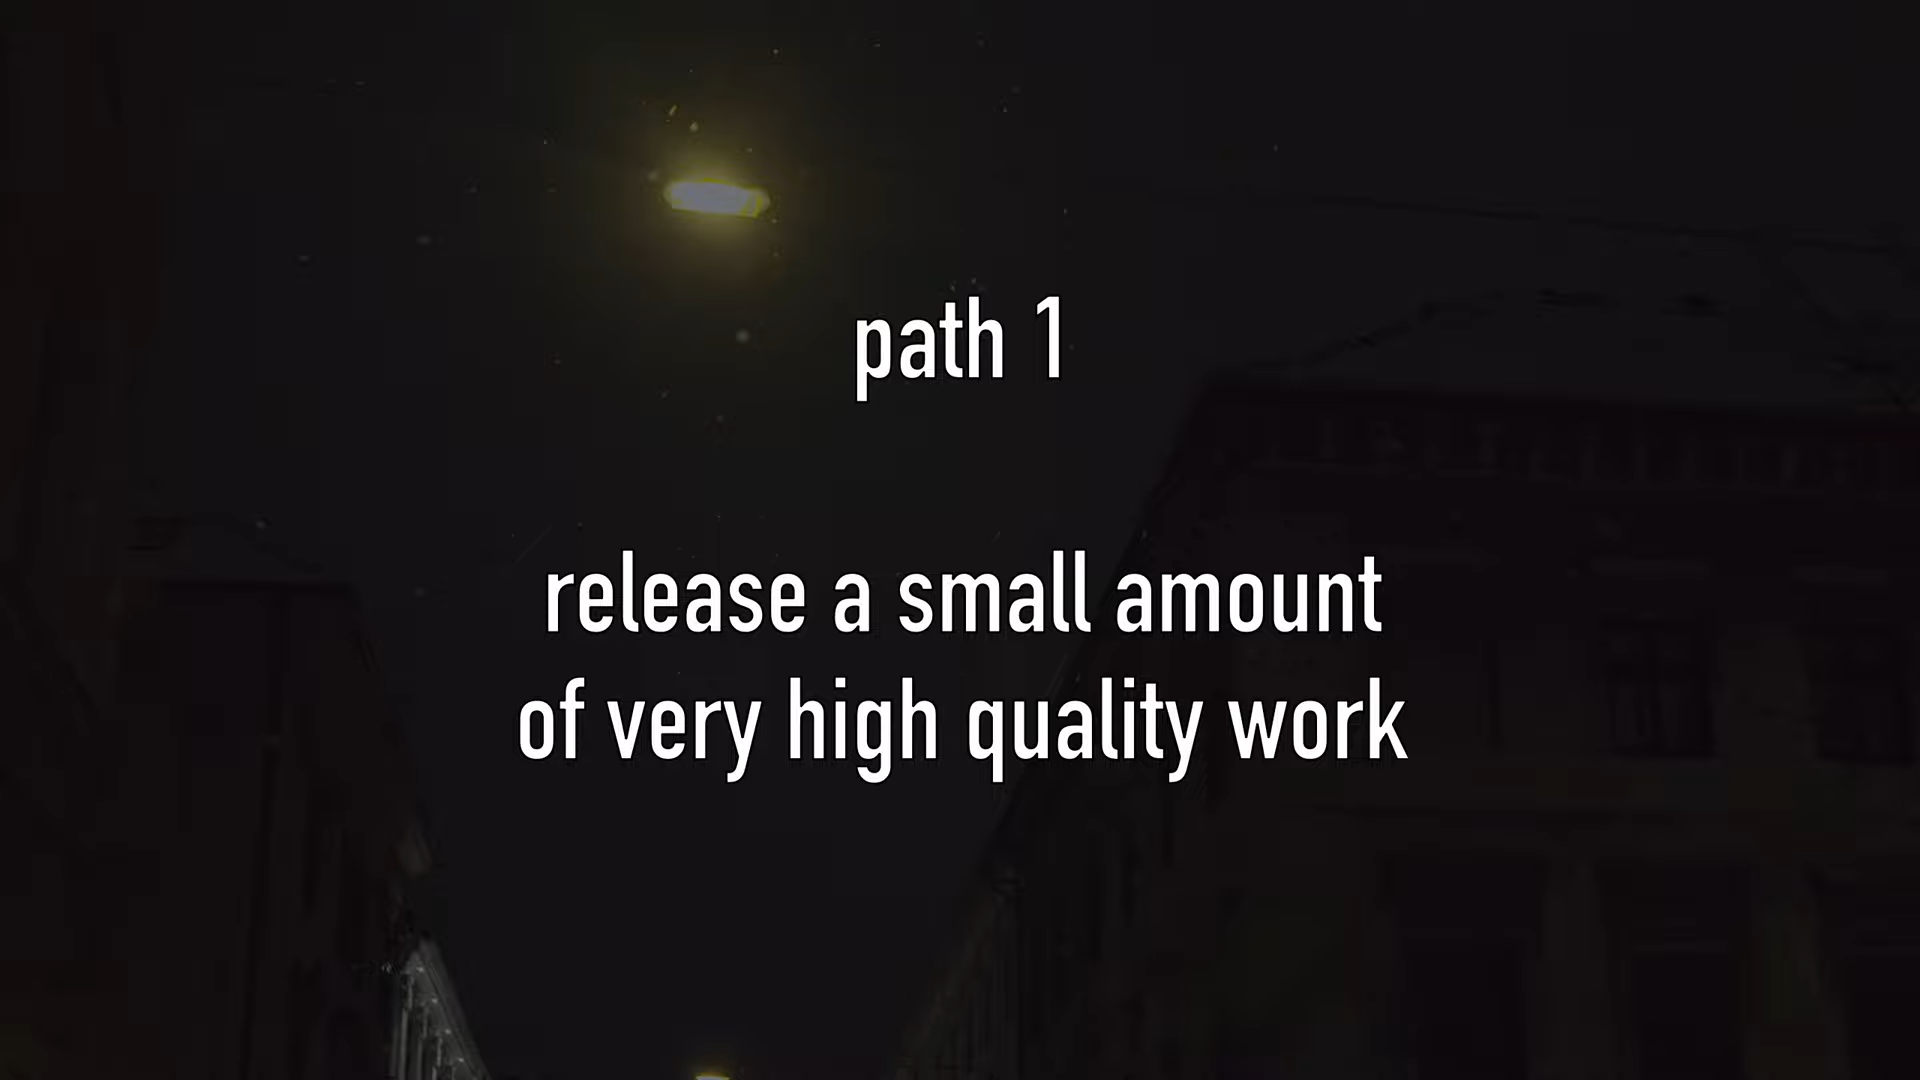 path 1
release a small amount
of very high quality work